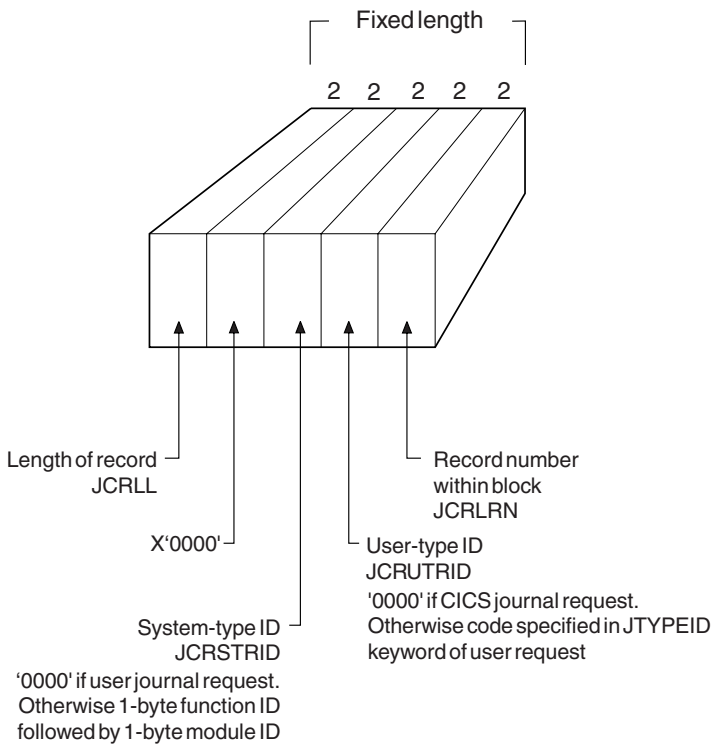 Fixed length
2 2 2 2 2
Length of record
JCRLL
Record number
within block
JCRLRN
X'0000'
User-type ID
JCRUTRID
'0000' if CICS journal request.
Otherwise code specified in JTYPEID
keyword of user request
System-type ID
JCRSTRID
'0000' if user journal request.
Otherwise 1-byte function ID
followed by 1-byte module ID